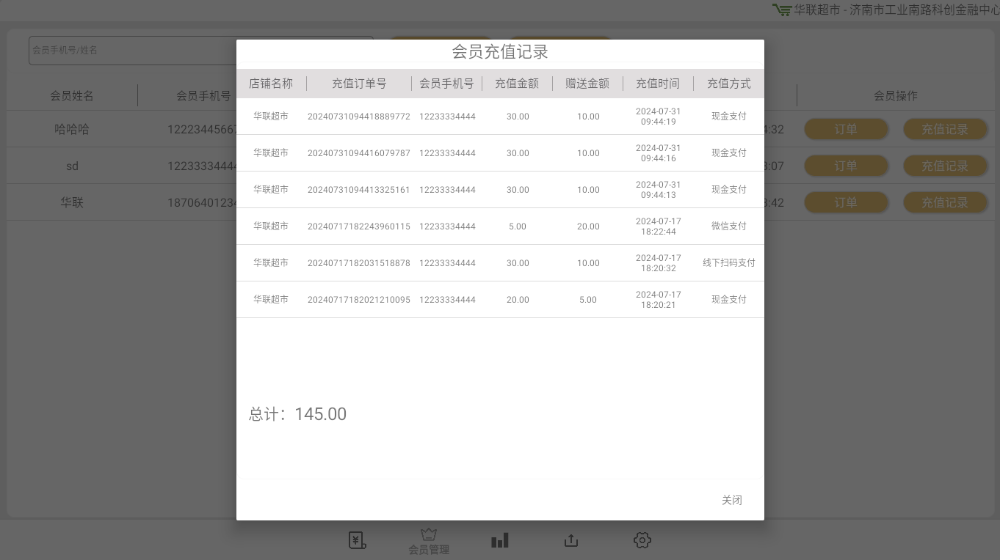 华联超市 - 济南市工业南路科创金融中心
会员手机号/姓名
会员充值记录
店铺名称 充值订单号 会员手机号 充值金额 赠送金额 充值时间 充值方式
华联超市 20240731094418889772 12233334444 30.00 10.00 2024-07-31 现金支付
09:44:19
华联超市 20240731094416079787 12233334444 30.00 10.00 2024-07-31 现金支付
09:44:16
华联超市 20240731094413325161 12233334444 30.00 10.00 2024-07-31 现金支付
09:44:13
华联超市 20240717182243960115 12233334444 5.00 20.00 2024-07-17 微信支付
18:22:44
华联超市 20240717182031518878 12233334444 30.00 10.00 2024-07-17 线下扫码支付
18:20:32
华联超市 20240717182021210095 12233334444 20.00 5.00 2024-07-17 现金支付
18:20:21
总计：145.00
关闭
会员姓名 会员手机号 会员操作
哈哈哈 12223445667 4:32 订单 充值记录
sd 12233334444 3:07 订单 充值记录
华联 18706401234 3:42 订单 充值记录
会员管理